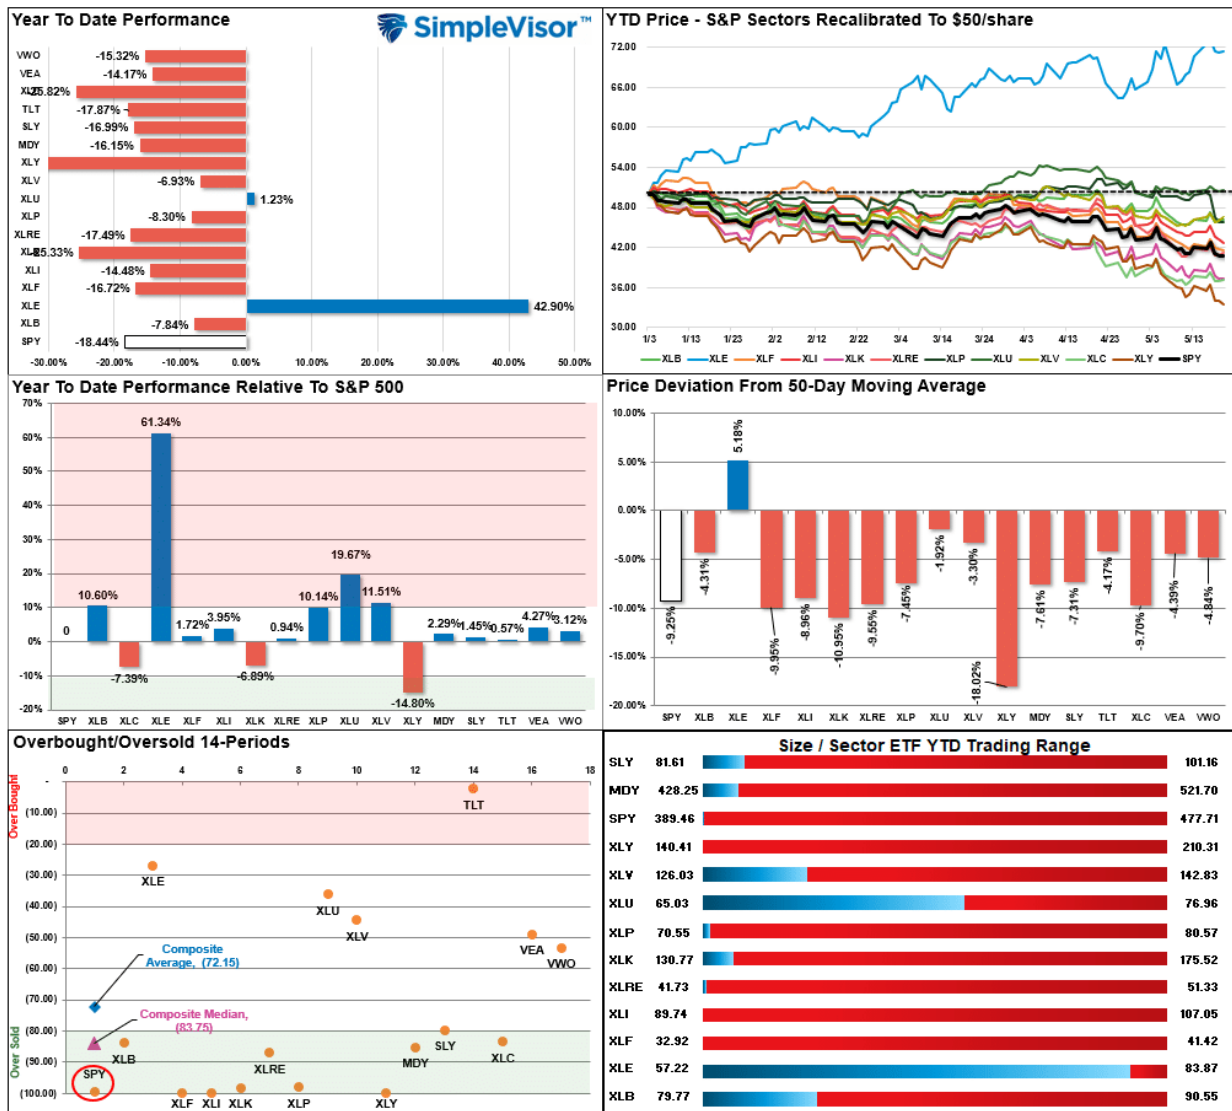 Year To Date Performance
SimpleVisor
VWO -15.32%
VEA -14.17%
-25.82%
TLT -17.87%
SLY -16.99%
MDY -16.15%
XLY
XLV -6.93%
XLU 1.23%
XLP -8.30%
XLRE -17.49%
-25.33%
XLI -14.48%
XLF -16.72%
XLE 42.90%
XLB -7.84%
SPY -18.44%
-30.00% -20.00% -10.00% 0.00% 10.00% 20.00% 30.00% 40.00% 50.00%
YTD Price - S&P Sectors Recalibrated To $50/share
72.00
66.00
60.00
54.00
48.00
42.00
36.00
30.00
1/3 1/13 1/23 2/2 2/12 2/22 3/4 3/14 3/24 4/3 4/13 4/23 5/3 5/13
XLB XLE XLF XLI XLK XLRE XLP XLU XLV XLC XLY SPY
Year To Date Performance Relative To S&P 500
70%
60%
50%
40%
30%
20%
10%
0%
-10%
-20%
0 10.60% -7.39% 61.34% 1.72% 3.95% -6.89% 0.94% 10.14% 19.67% 11.51% -14.80% 2.29% 1.45% 0.57% 4.27% 3.12%
SPY XLB XLC XLE XLF XLI XLK XLRE XLP XLU XLV XLY MDY SLY TLT VEA VWO
Price Deviation From 50-Day Moving Average
10.00%
5.00%
0.00%
-5.00%
-10.00%
-15.00%
-20.00%
-9.25% -4.31% 5.18% -9.95% -8.96% -10.95% -9.55% -7.45% -1.92% -3.30% -18.02% -7.61% -7.31% -4.17% -9.70% -4.39% -4.84%
SPY XLB XLE XLF XLI XLK XLRE XLP XLU XLV XLY MDY SLY TLT XLC VEA VWO
Overbought/Oversold 14-Periods
0 2 4 6 8 10 12 14 16 18
Over Bought
Over Sold
-
(10.00)
(20.00)
(30.00)
(40.00)
(50.00)
(60.00)
(70.00)
(80.00)
(90.00)
(100.00)
TLT
XLE
XLU
XLV
VEA
VWO
Composite
Average, (72.15)
Composite Median,
(83.75)
SPY
XLB
XLRE
MDY
SLY
XLC
XLF XLI XLK XLP XLY
Size / Sector ETF YTD Trading Range
SLY 81.61 101.16
MDY 428.25 521.70
SPY 389.46 477.71
XLY 140.41 210.31
XLV 126.03 142.83
XLU 65.03 76.96
XLP 70.55 80.57
XLK 130.77 175.52
XLRE 41.73 51.33
XLI 89.74 107.05
XLF 32.92 41.42
XLE 57.22 83.87
XLB 79.77 90.55